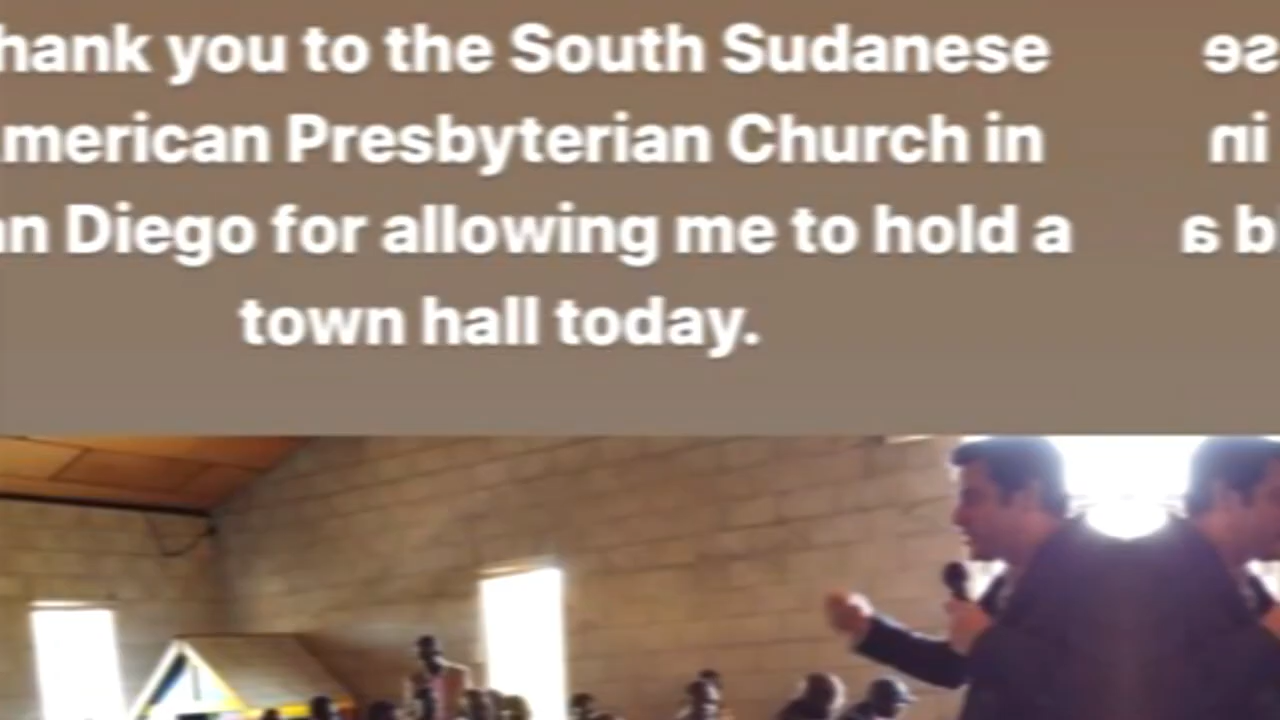 hank you to the South Sudanese
merican Presbyterian Church in
an Diego for allowing me to hold a
town hall today.